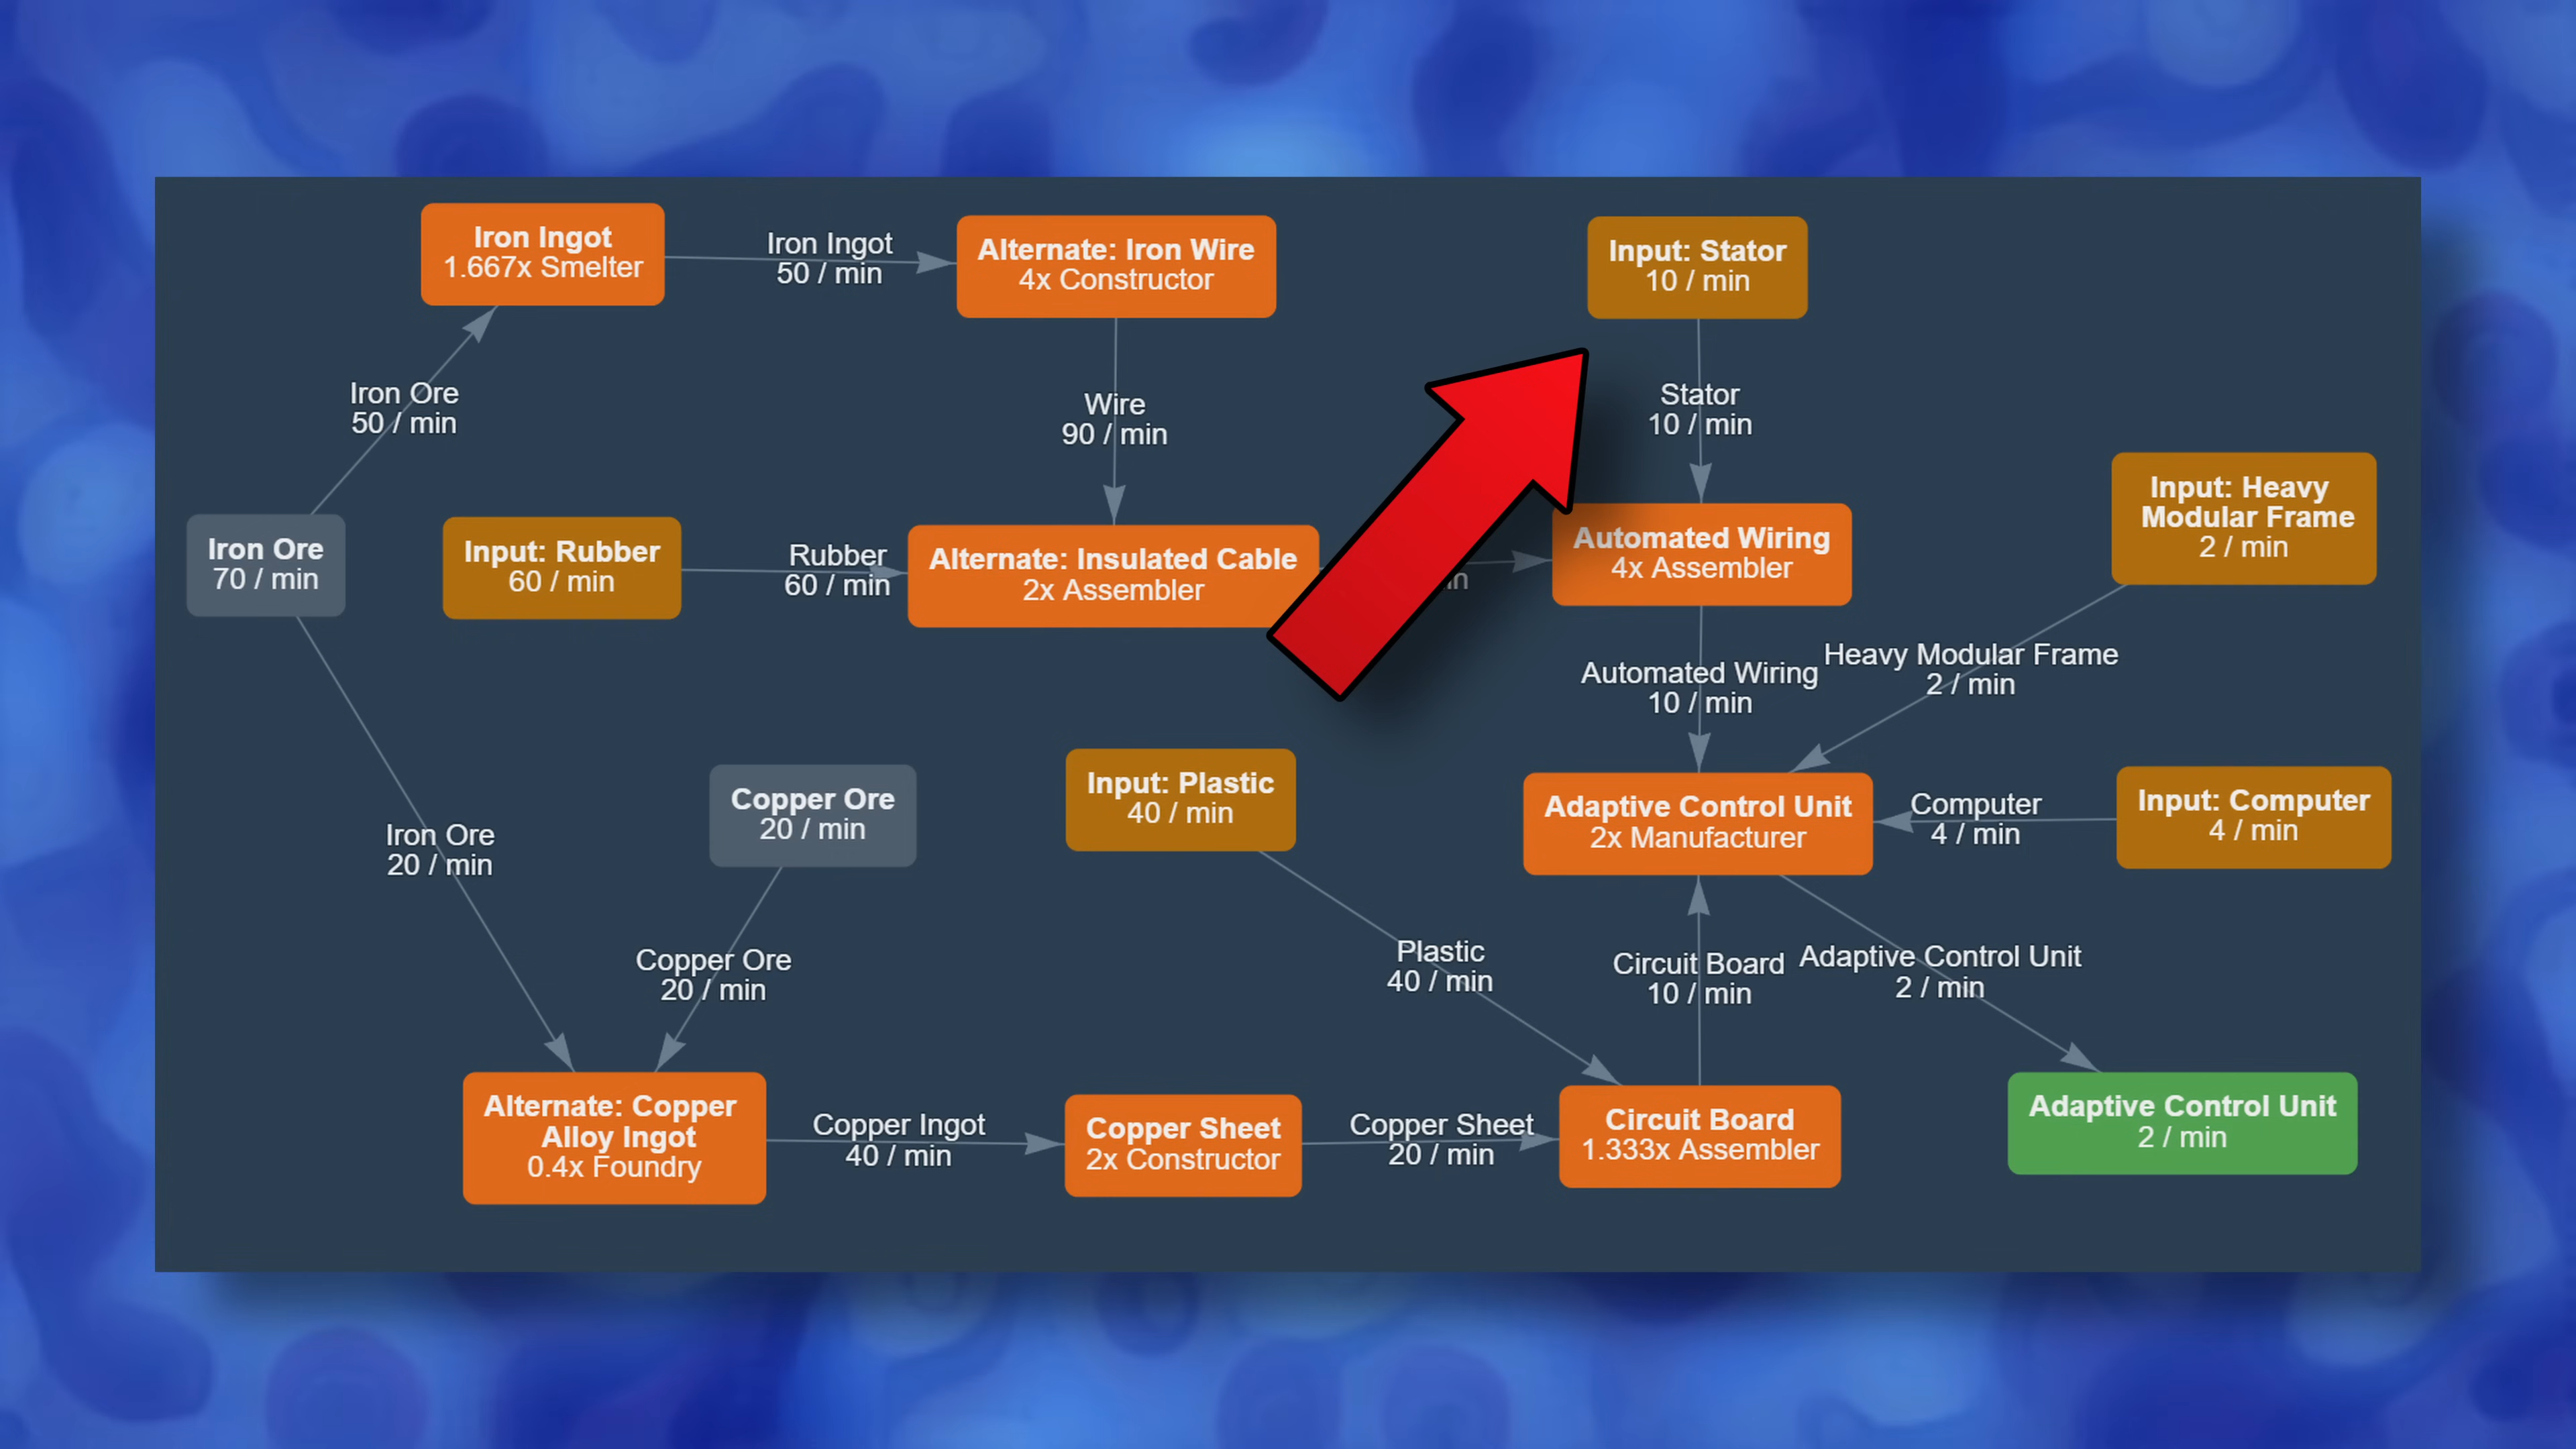 Iron Ingot
1.667x Smelter
Iron Ingot
50 / min
Alternate: Iron Wire
4x Constructor
Input: Stator
10 / min
Iron Ore
50 / min
Wire
90 / min
Stator
10 / min
Iron Ore
70 / min
Input: Rubber
60 / min
Rubber
60 / min
Alternate: Insulated Cable
2x Assembler
Automated Wiring
4x Assembler
Input: Heavy
Modular Frame
2 / min
Automated Wiring
10 / min
Heavy Modular Frame
2 / min
Iron Ore
20 / min
Copper Ore
20 / min
Input: Plastic
40 / min
Adaptive Control Unit
2x Manufacturer
Computer
4 / min
Input: Computer
4 / min
Copper Ore
20 / min
Plastic
40 / min
Circuit Board
10 / min
Adaptive Control Unit
2 / min
Alternate: Copper
Alloy Ingot
0.4x Foundry
Copper Ingot
40 / min
Copper Sheet
2x Constructor
Copper Sheet
20 / min
Circuit Board
1.333x Assembler
Adaptive Control Unit
2 / min